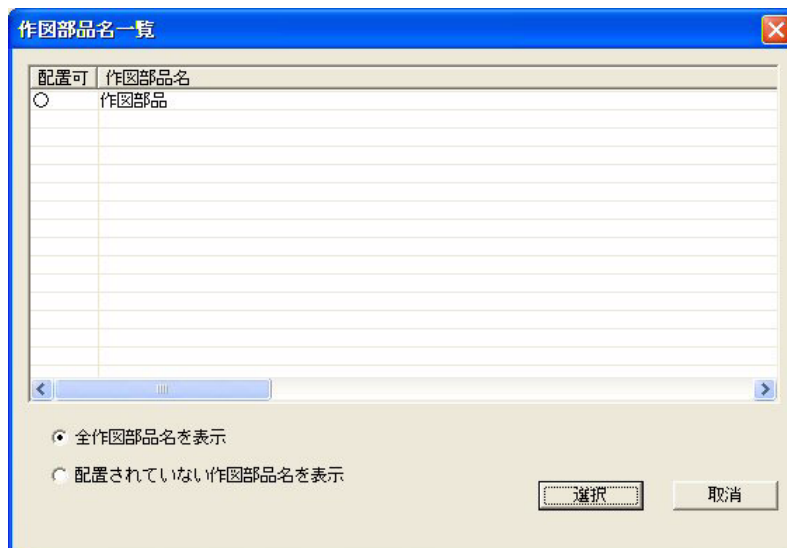 作図部品名一覧
配置可 作図部品名
○ 作図部品
全作図部品名を表示
配置されていない作図部品名を表示
選択 取消